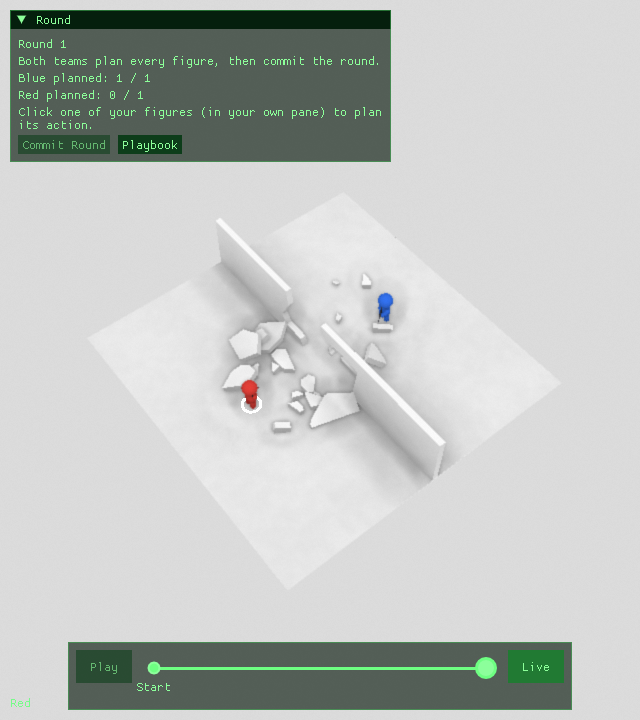 Round
Round 1
Both teams plan every figure, then commit the round.
Blue planned: 1 / 1
Red planned: 0 / 1
Click one of your figures (in your own pane) to plan
its action.
Commit Round Playbook
Play Live
Start
Red